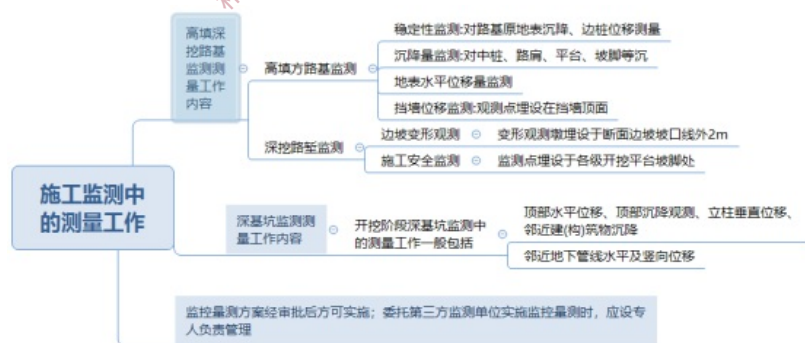 高填深
挖路基
监测测
量工作
内容
高填方路基监测
稳定性监测:对路基原地表沉降、边桩位移测量
沉降量监测:对中桩、路肩、平台、坡脚等沉
地表水平位移量监测
挡墙位移监测:观测点埋设在挡墙顶面
深挖路堑监测
边坡变形观测
变形观测墩埋设于断面边坡坡口线外2m
施工安全监测
监测点埋设于各级开挖平台坡脚处
施工监测中
的测量工作
深基坑监测测
量工作内容
开挖阶段深基坑监测中
的测量工作一般包括
顶部水平位移、顶部沉降观测、立柱垂直位移、
邻近建(构)筑物沉降
邻近地下管线水平及竖向位移
监控量测方案经审批后方可实施；委托第三方监测单位实施监控量测时，应设专
人负责管理